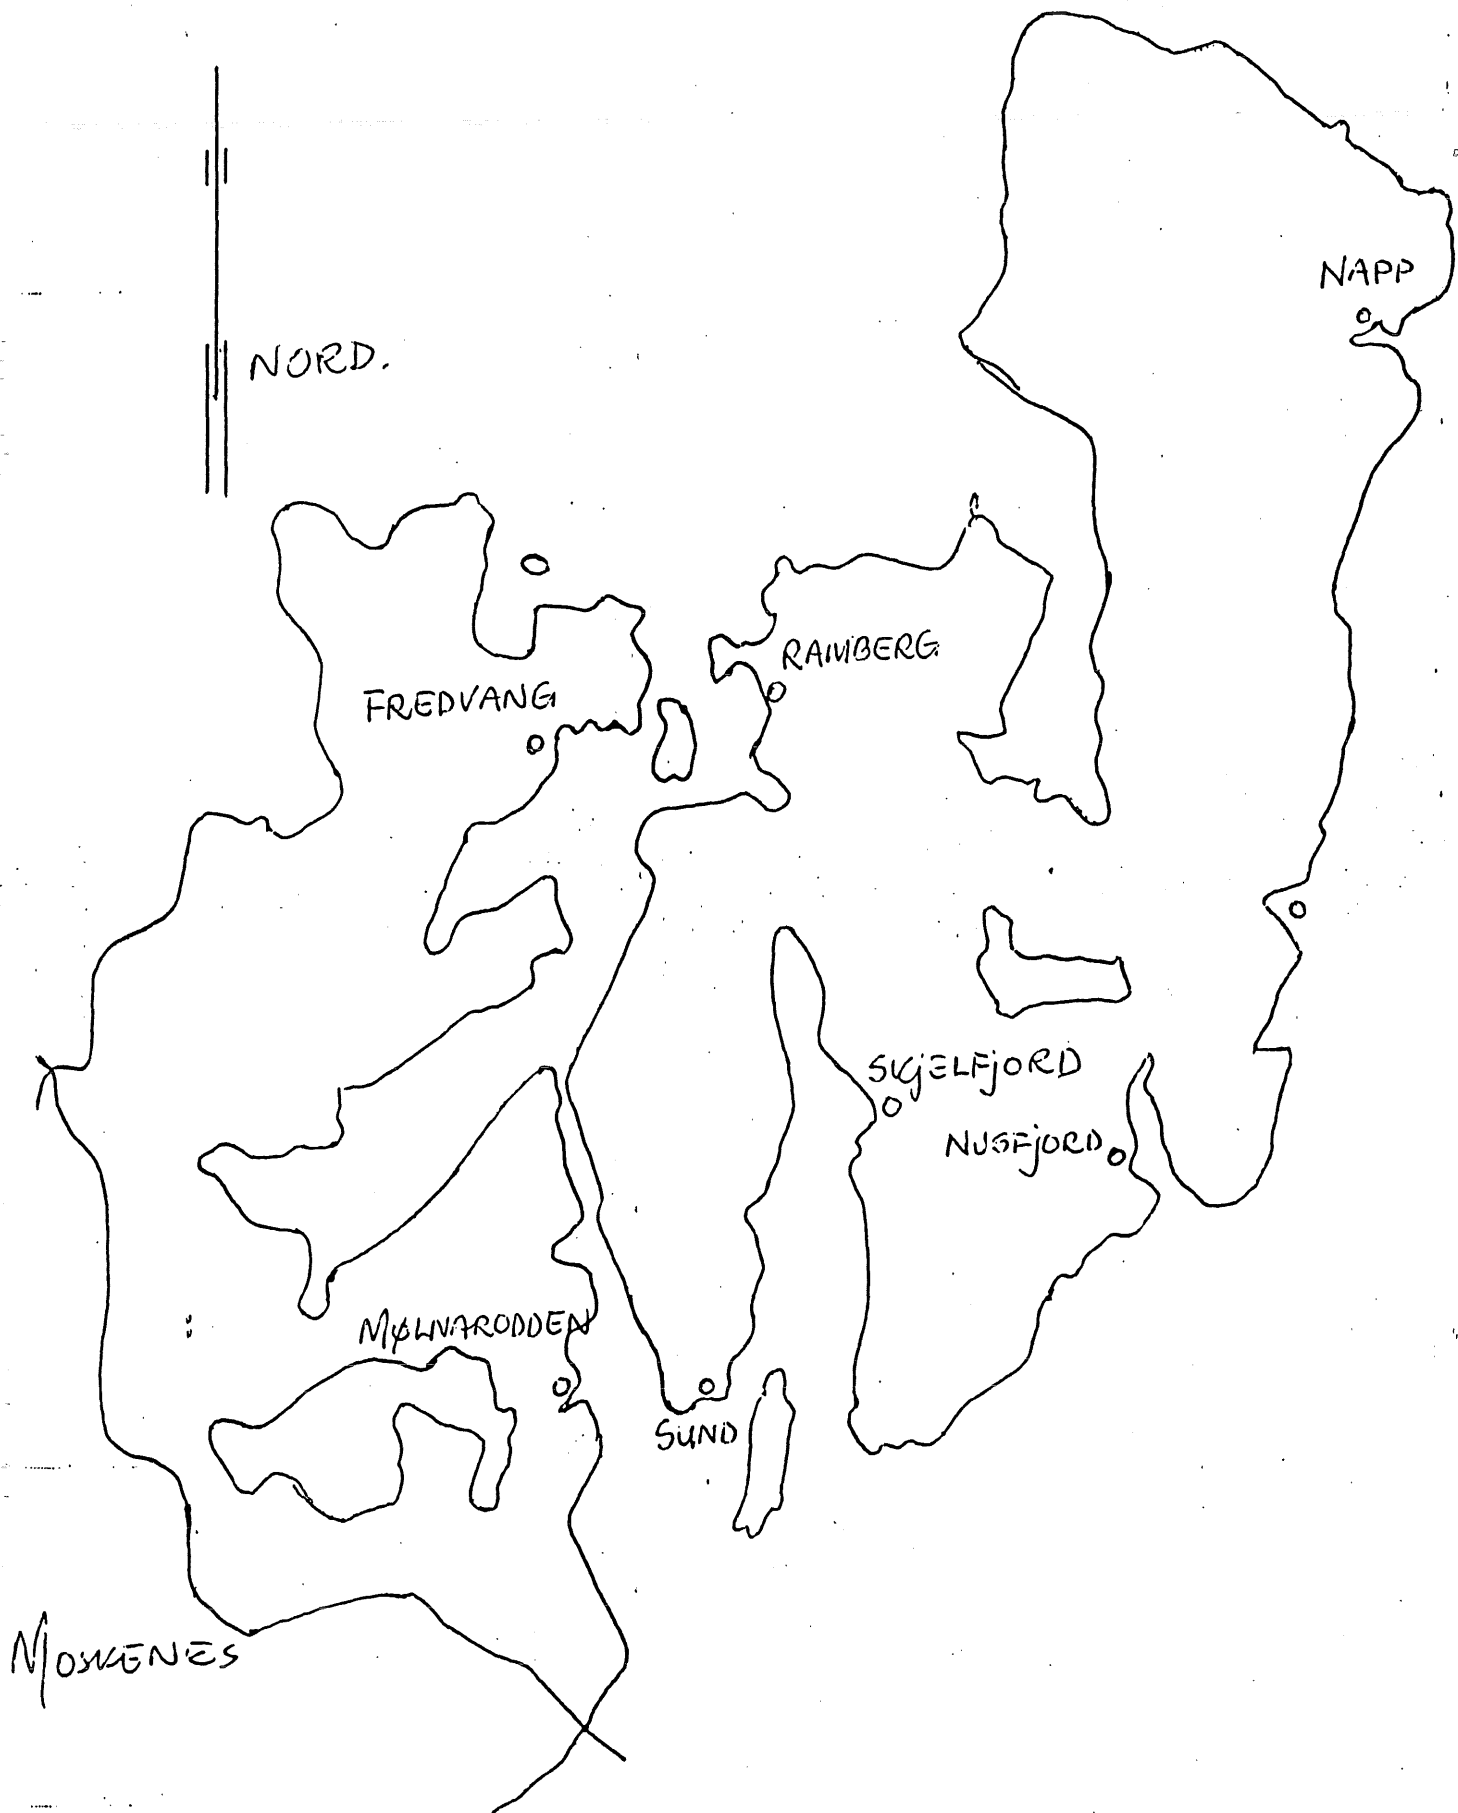 NAPP
NORD.
RAMBERG
FREDVANG
SKjELFjORD
NUSFjORD
MØLNARODDEN
SUND
MOSKENES